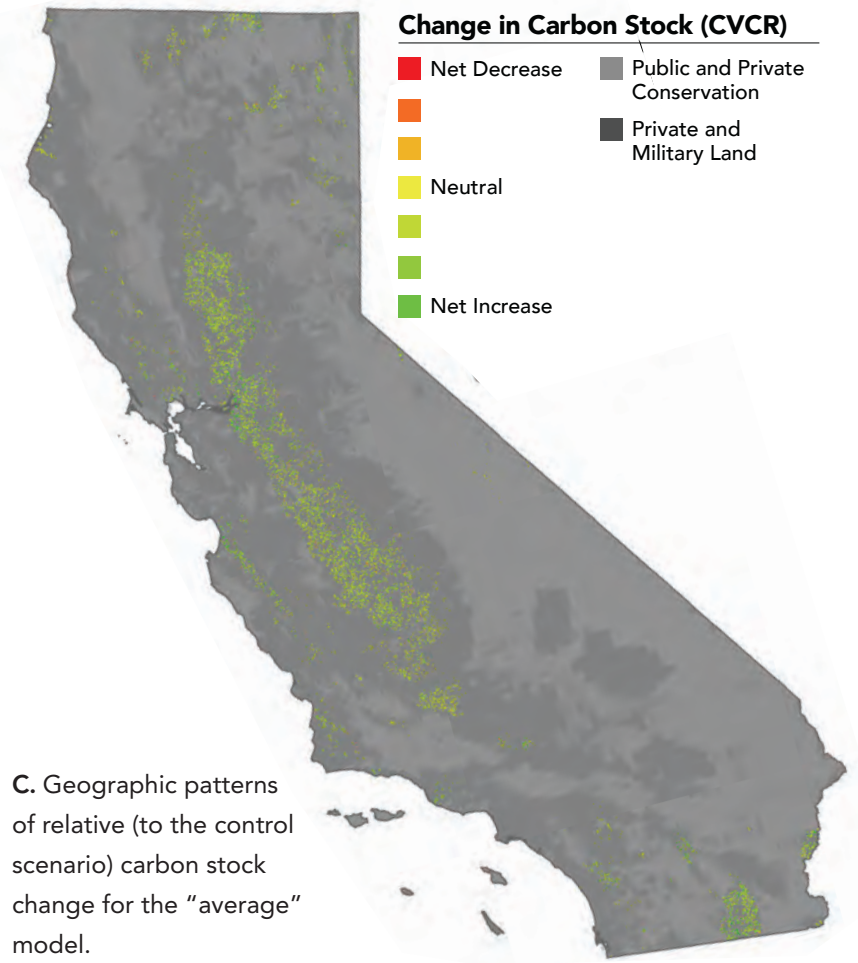 Change in Carbon Stock (CVCR)
Net Decrease
Neutral
Net Increase
Public and Private
Conservation
Private and
Military Land
C. Geographic patterns
of relative (to the control
scenario) carbon stock
change for the “average”
model.